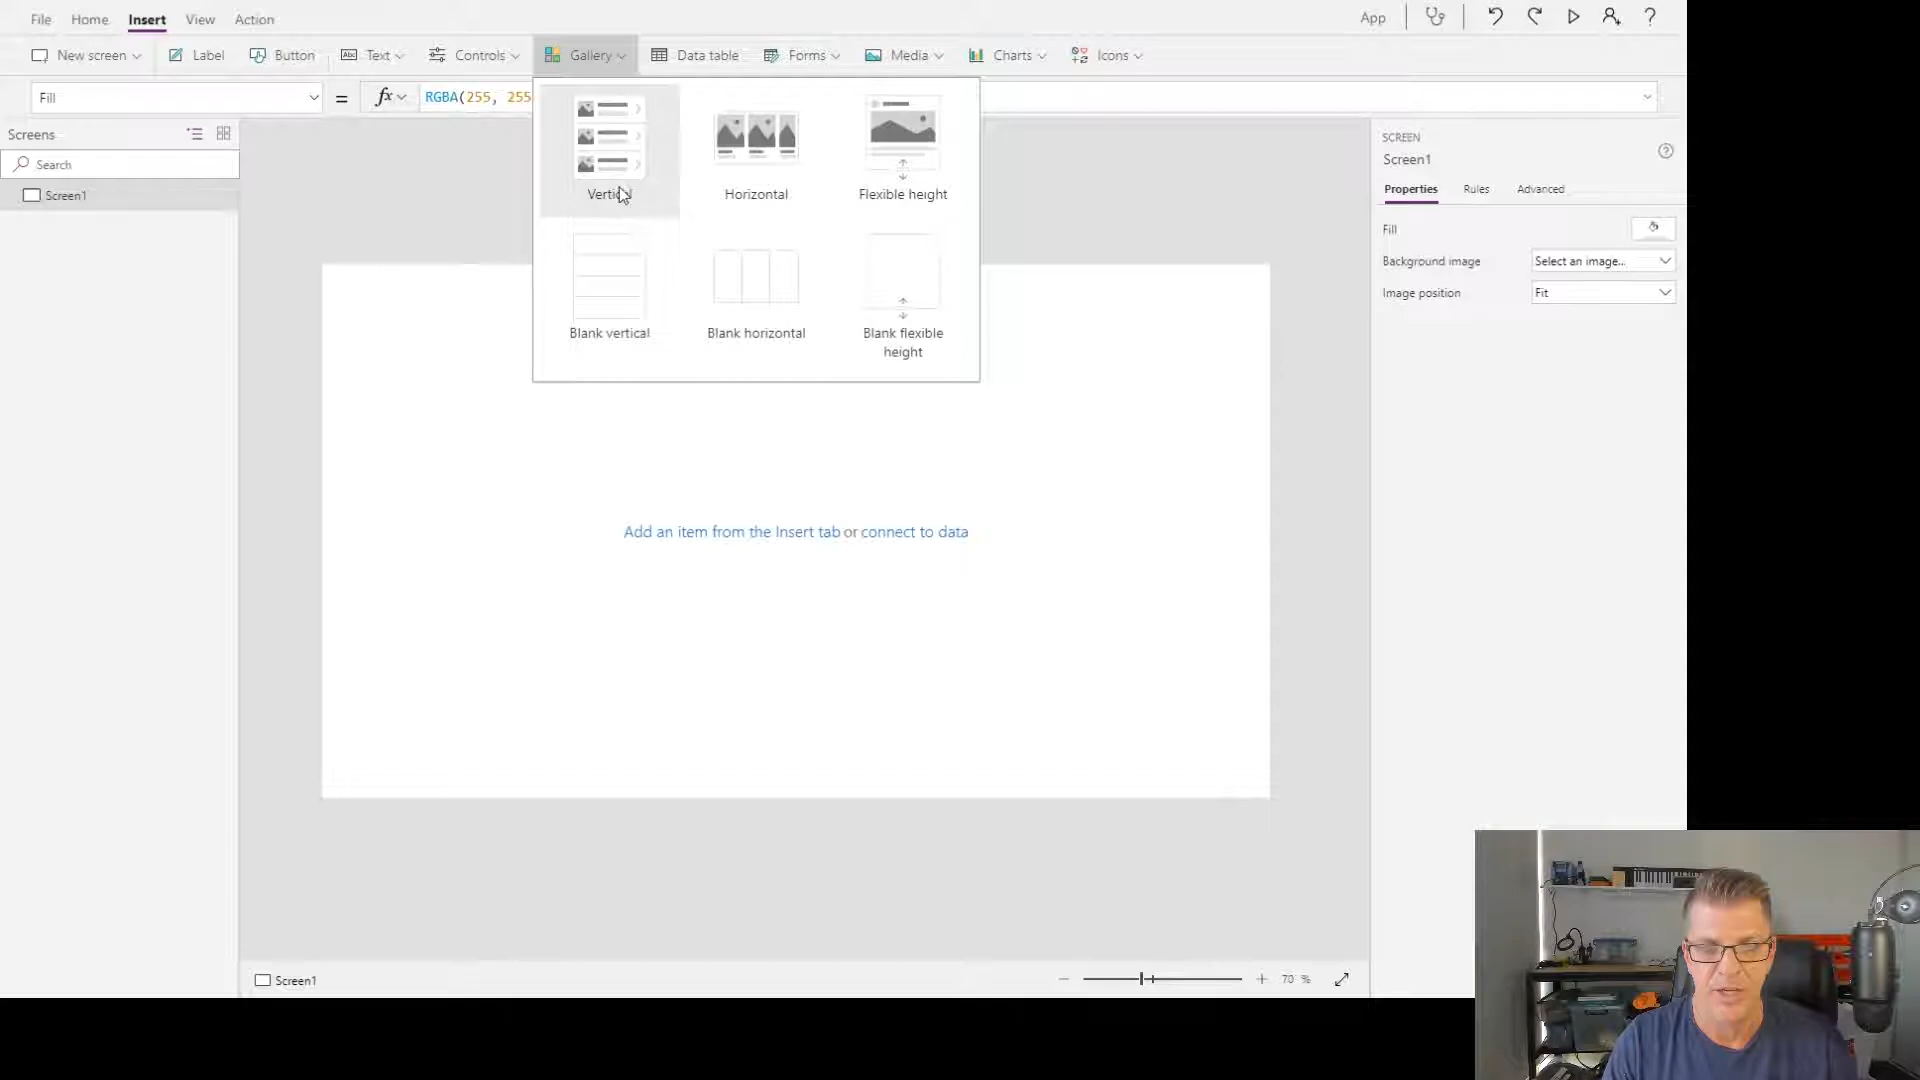 File Home Insert View Action App
New screen Label Button Text Controls Gallery Data table Forms Media Charts Icons
Fill = fx RGBA(255, 255
Screens
Search
Screen1
Vertical Horizontal Flexible height
Blank vertical Blank horizontal Blank flexible
height
Add an item from the Insert tab or connect to data
SCREEN
Screen1
Properties Rules Advanced
Fill
Background image Select an image...
Image position Fit
Screen1 70 %